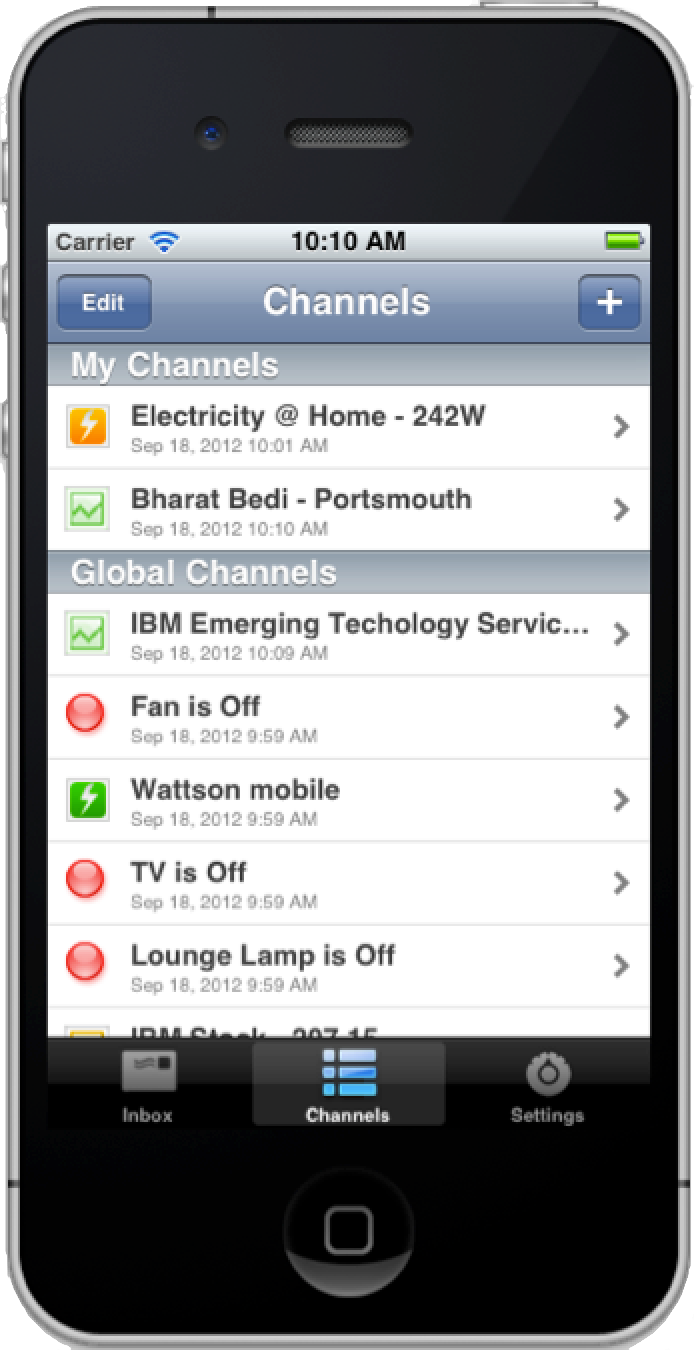 Carrier 10:10 AM
Edit Channels +
My Channels
Electricity @ Home - 242W
Sep 18, 2012 10:01 AM
Bharat Bedi - Portsmouth
Sep 18, 2012 10:10 AM
Global Channels
IBM Emerging Techology Servic...
Sep 18, 2012 10:09 AM
Fan is Off
Sep 18, 2012 9:59 AM
Wattson mobile
Sep 18, 2012 9:59 AM
TV is Off
Sep 18, 2012 9:59 AM
Lounge Lamp is Off
Sep 18, 2012 9:59 AM
IBM Stock - 207.15
Inbox Channels Settings